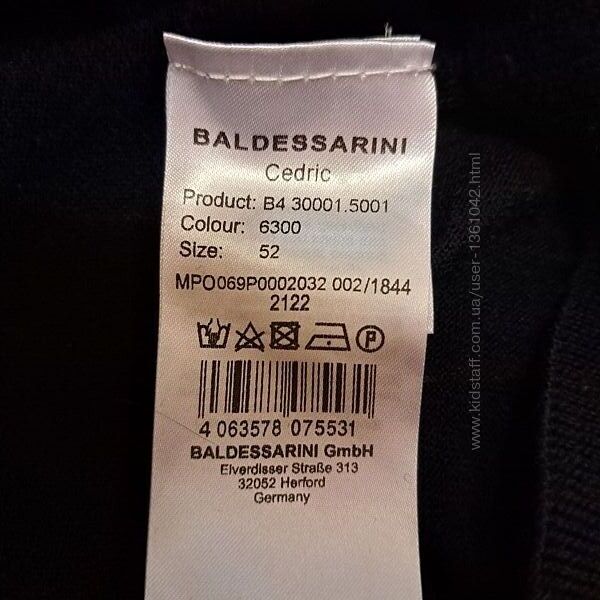 BALDESSARINI
Cedric
Product: B4 30001.5001
Colour: 6300
Size: 52
MPO069P0002032 002/1844
2122
P
4 063578 075531
BALDESSARINI GmbH
Elverdisser Straße 313
32052 Herford
Germany
www.kidstaff.com.ua/user-1361042.html